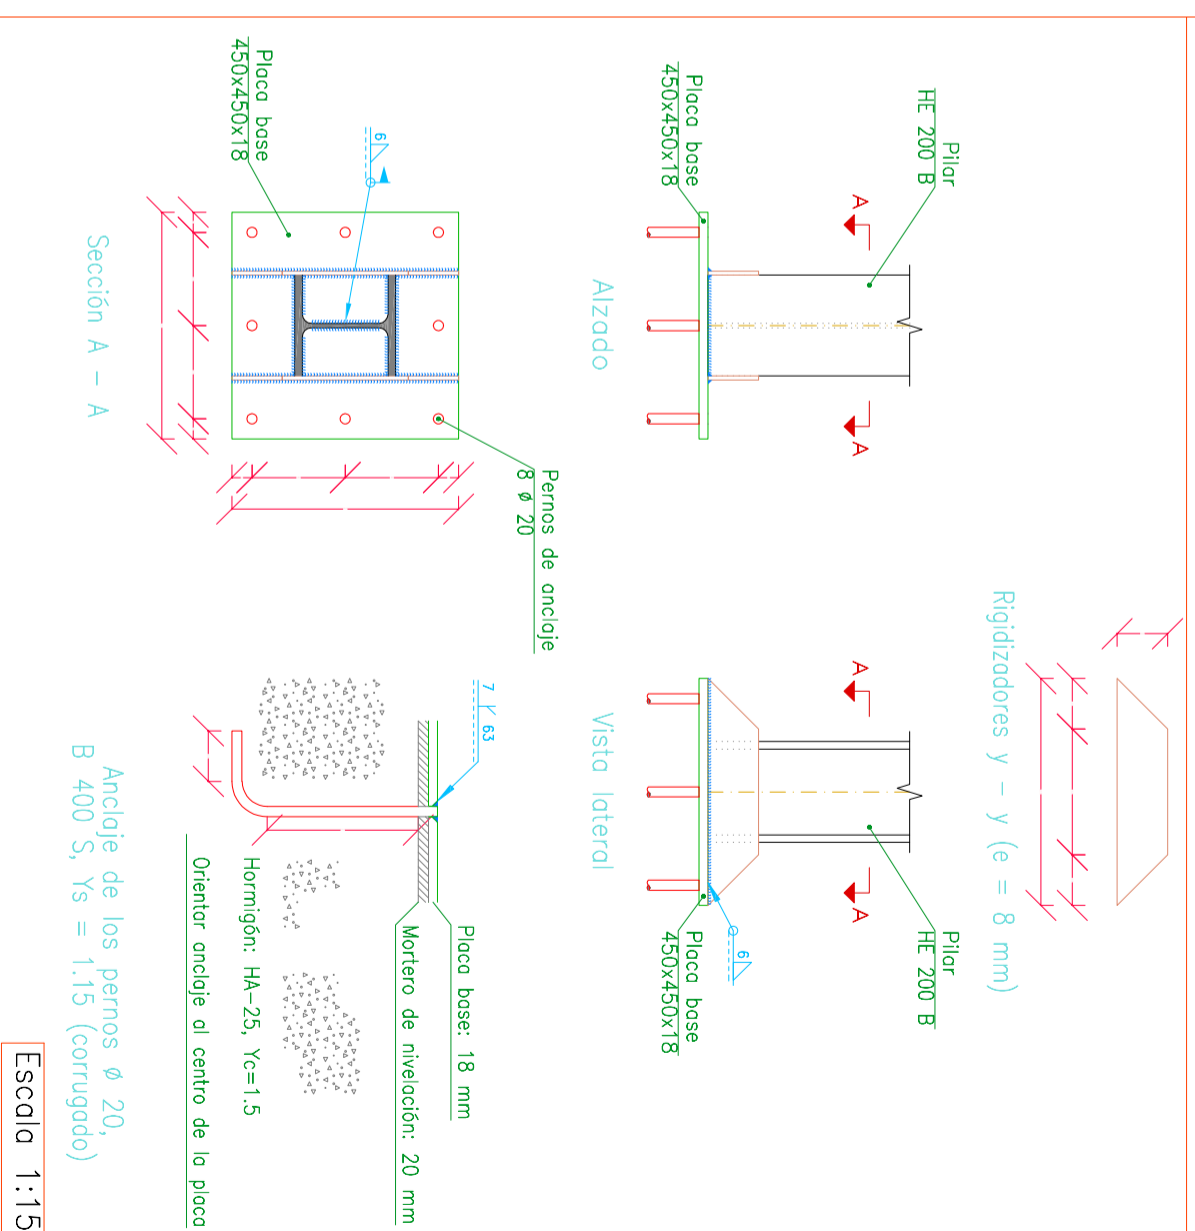 Pilar
HE 200 B
A
A
Placa base
450x450x18
Alzado
Placa base
450x450x18
6
Pernos de anclaje
8 ø 20
Sección A - A
Rigidizadores y - y (e = 8 mm)
Pilar
HE 200 B
A
A
6
Placa base
450x450x18
Vista lateral
7
63
Placa base: 18 mm
Mortero de nivelación: 20 mm
Hormigón: HA-25, Yc=1.5
Orientar anclaje al centro de la placa
Anclaje de los pernos ø 20,
B 400 S, Ys = 1.15 (corrugado)
Escala 1:15